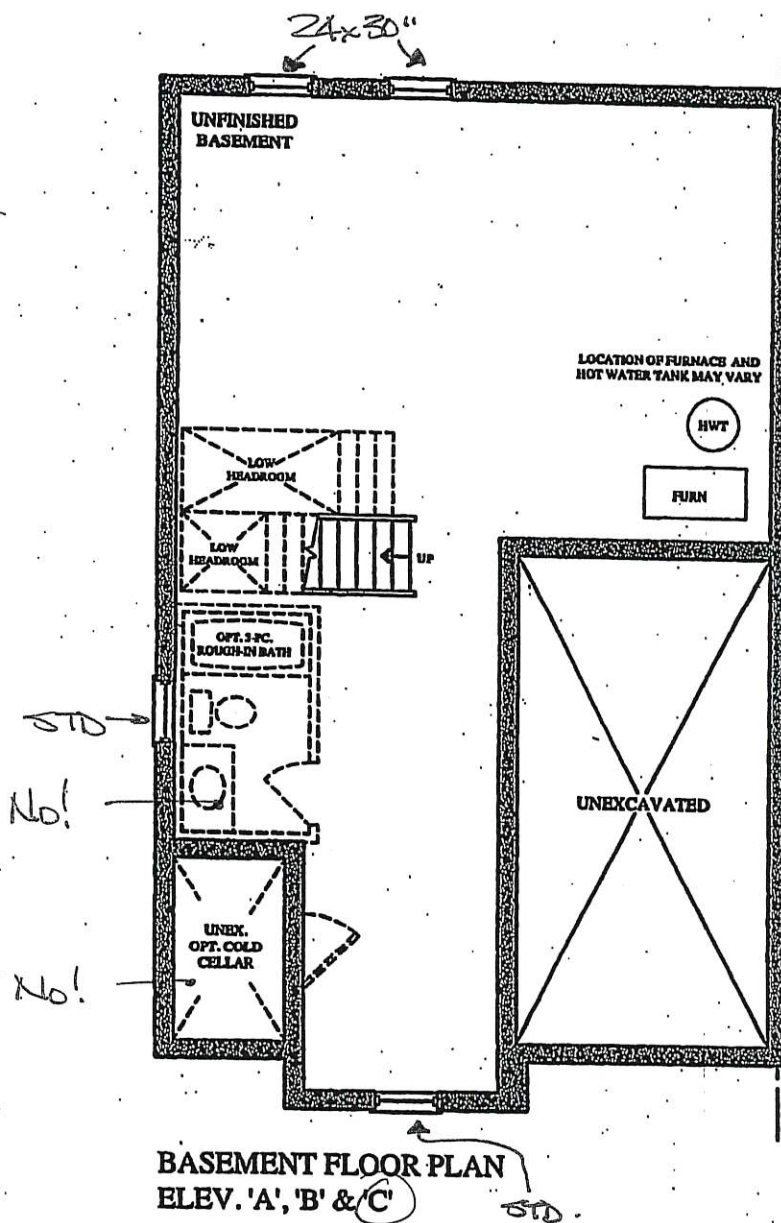 24x30"
UNFINISHED
BASEMENT
LOCATION OF FURNACE AND
HOT WATER TANK MAY VARY
HWT
FURN
LOW
HEADROOM
LOW
HEADROOM
UP
OPT. 3-PC.
ROUGH-IN BATH
STD
No!
UNEXCAVATED
UNEX.
OPT. COLD
CELLAR
No!
BASEMENT FLOOR PLAN
ELEV. 'A', 'B' & 'C'
STD.